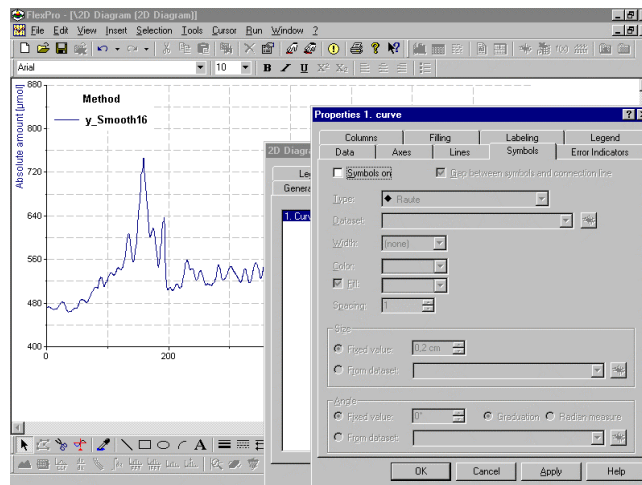 FlexPro - [\2D Diagram [2D Diagram]]
File Edit View Insert Selection Tools Cursor Run Window ?
Arial 10 B I U X² X₂
Absolute amount [µmol]
880
800
720
640
560
480
400
0
200
Method
y_Smooth16
2D Diagra
Le
Genera
1. Curv
Properties 1. curve
Columns Filling Labeling Legend
Data Axes Lines Symbols Error Indicators
Symbols on Gap between symbols and connection line
Type: Raute
Dataset:
Width: (none)
Color:
Fill:
Spacing: 1
Size
Fixed value: 0,2 cm
From dataset:
Angle
Fixed value: 0° Graduation Radian measure
From dataset:
OK Cancel Apply Help